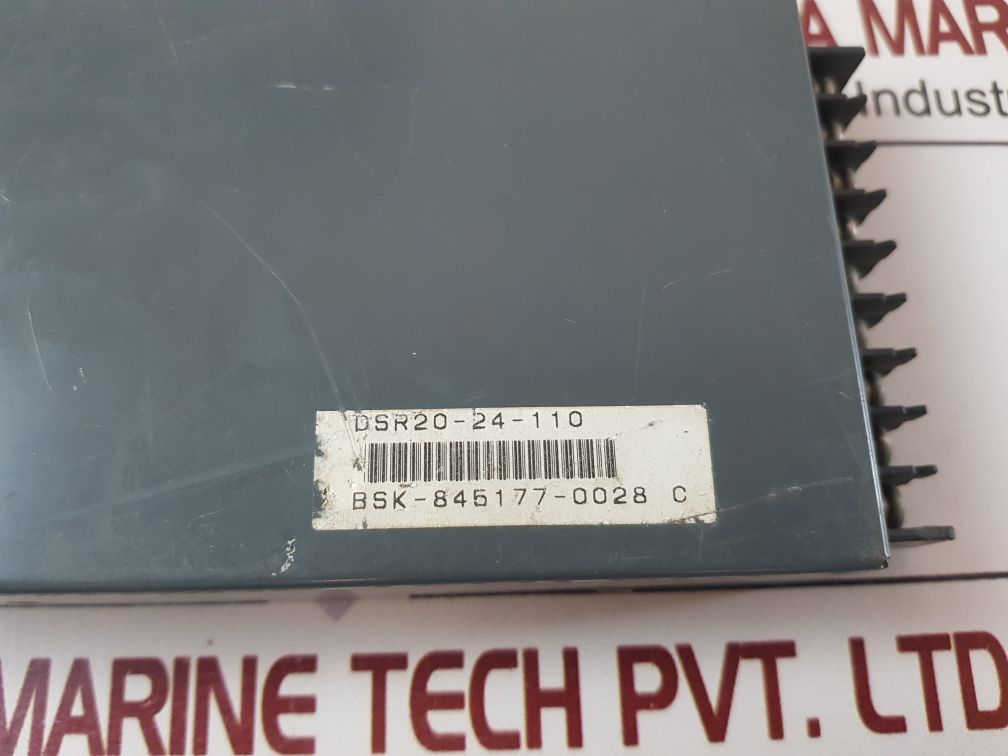 A MAR
Indust
DSR20-24-110
BSK-845177-0028 C
MARINE TECH PVT. LTD